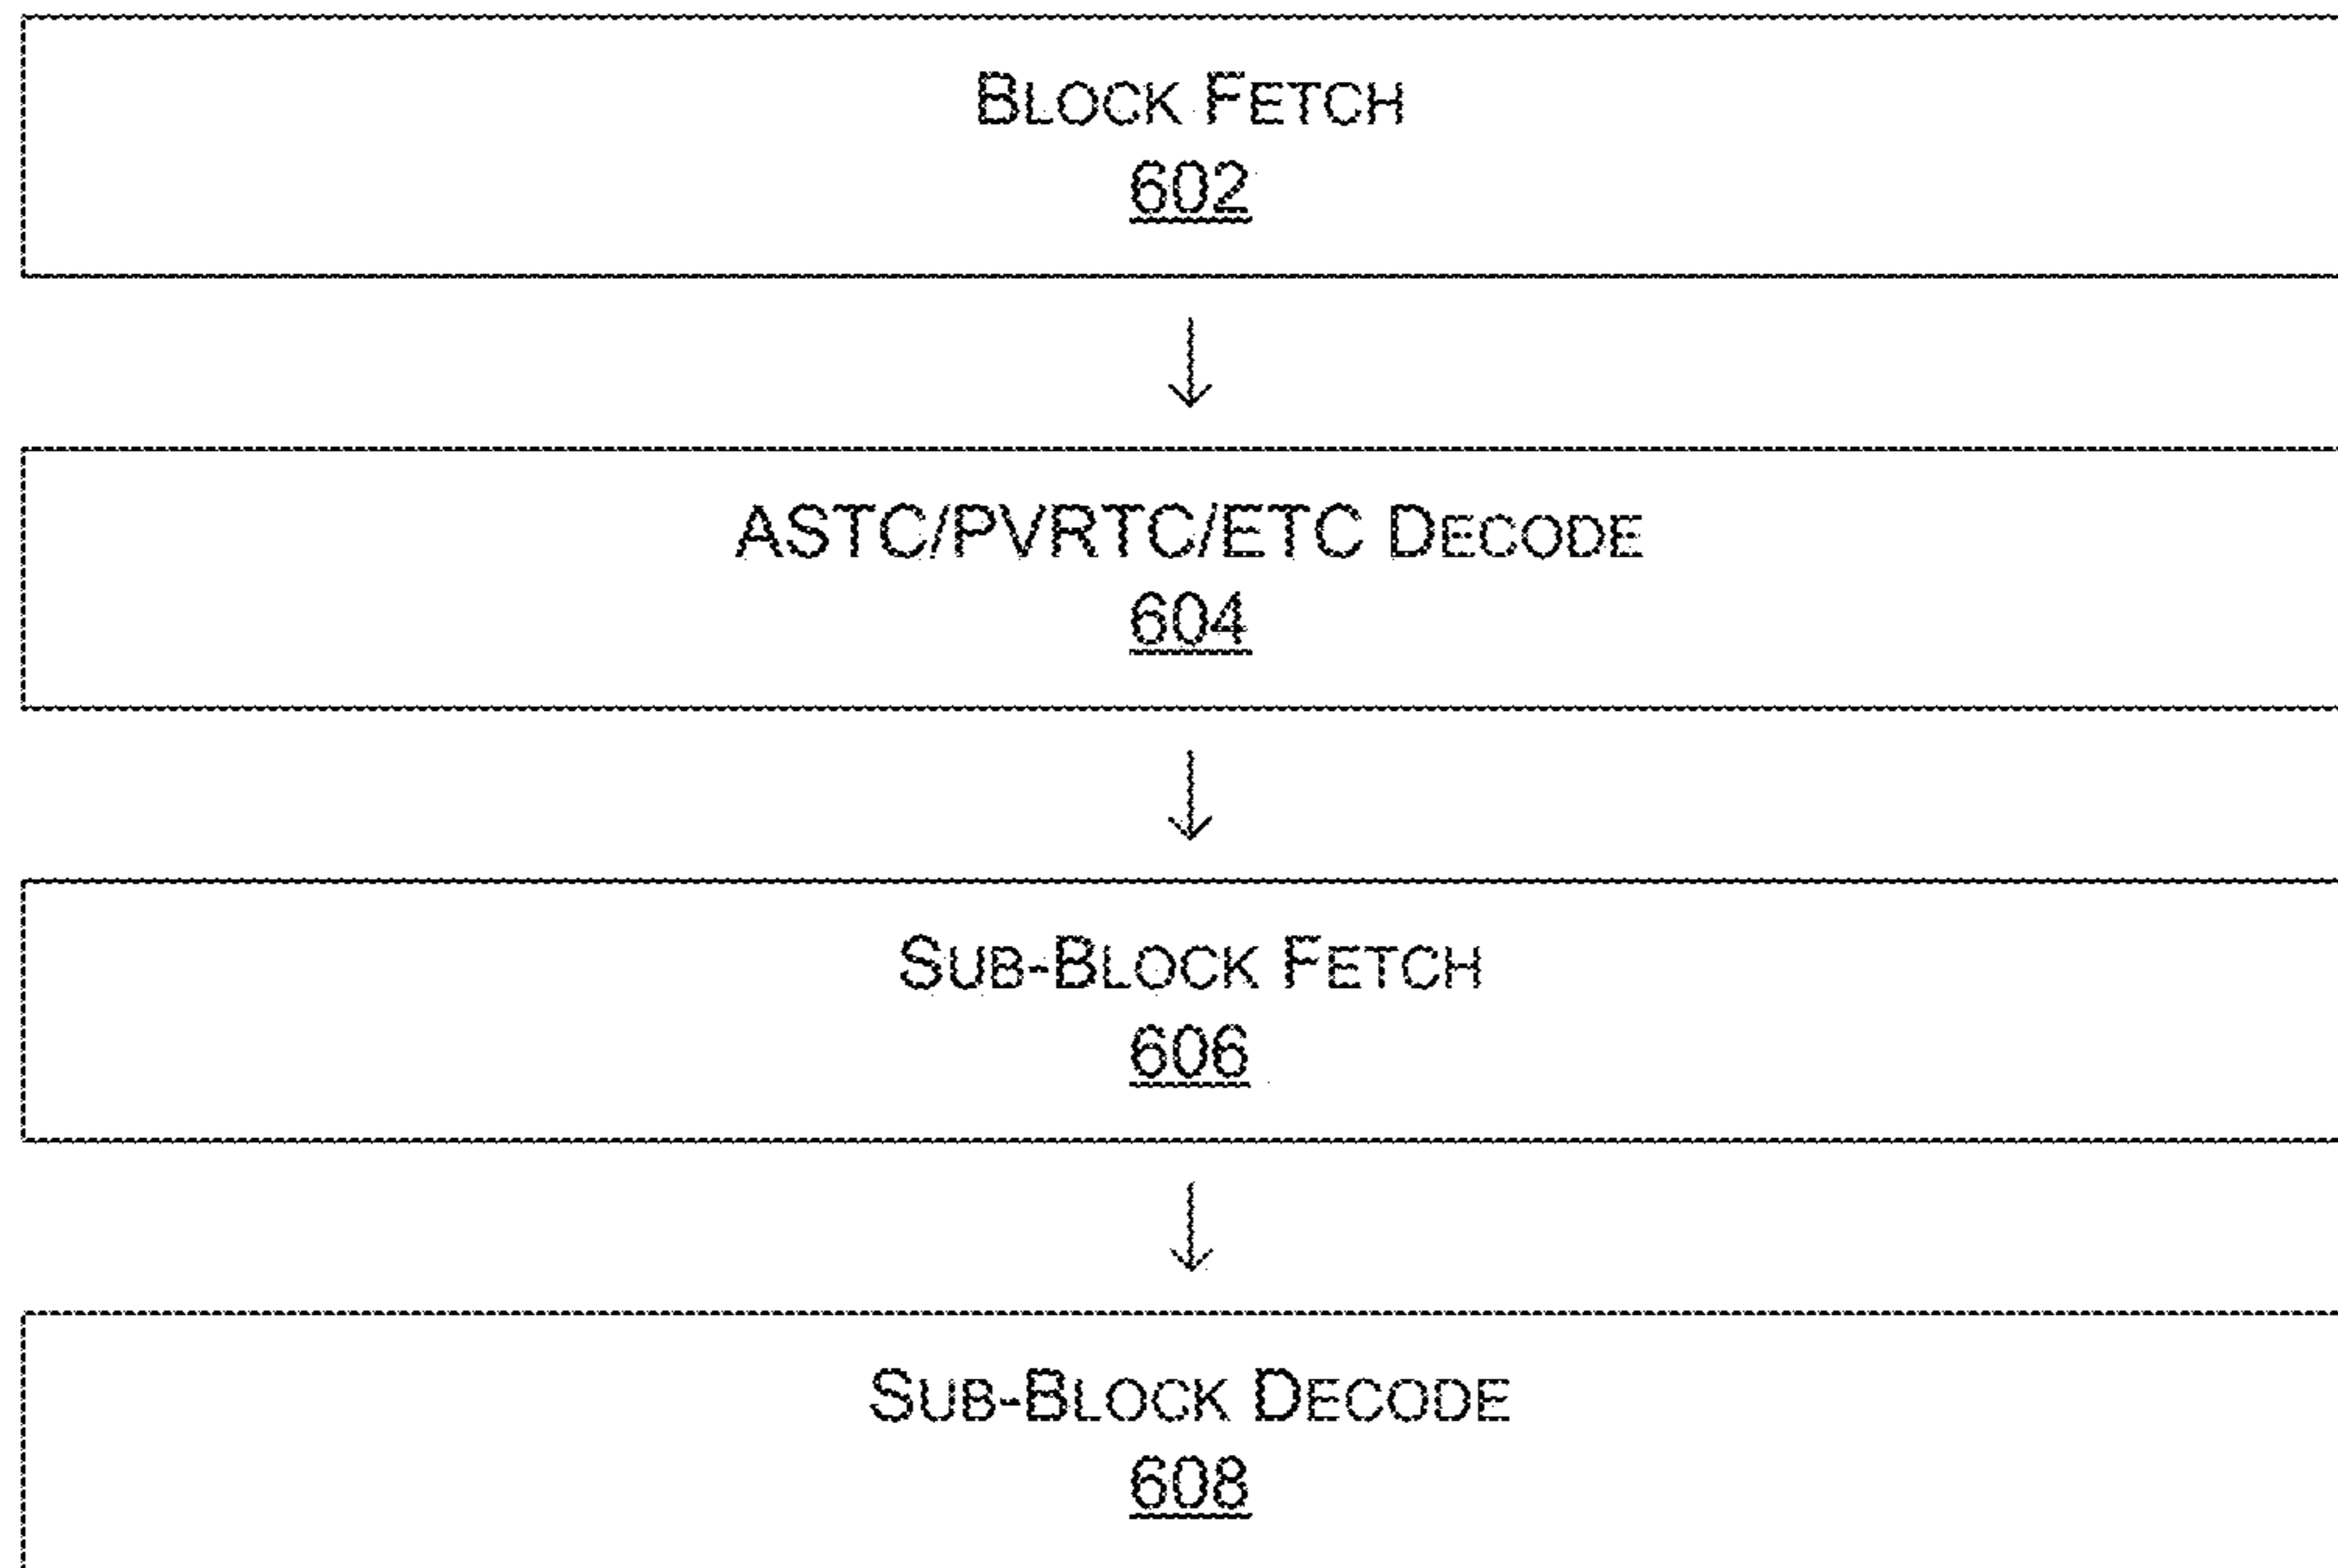 BLOCK FETCH
602
ASTC/PVRTC/ETC DECODE
604
SUB-BLOCK FETCH
606
SUB-BLOCK DECODE
608